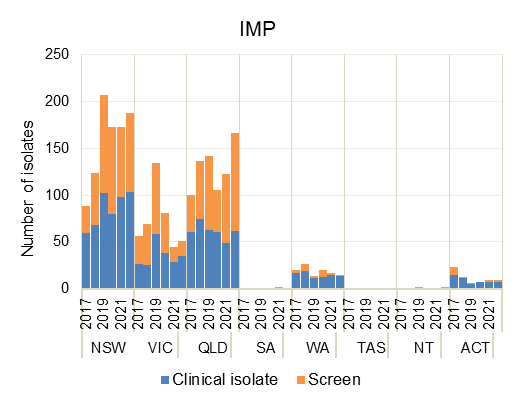 IMP
Number of isolates
250
200
150
100
50
0
2017 2019 2021 2017 2019 2021 2017 2019 2021 2017 2019 2021 2017 2019 2021 2017 2019 2021 2017 2019 2021 2017 2019 2021
NSW VIC QLD SA WA TAS NT ACT
Clinical isolate Screen